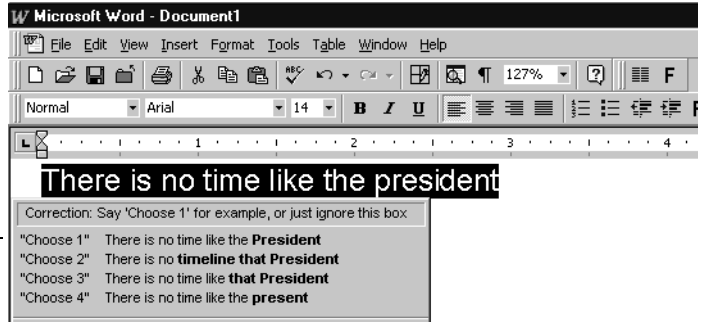 W Microsoft Word - Document1
File Edit View Insert Format Tools Table Window Help
ABC ¶ 127% ? F
Normal Arial 14 B I U
L 1 2 3 4
There is no time like the president
Correction: Say 'Choose 1' for example, or just ignore this box
"Choose 1" There is no time like the President
"Choose 2" There is no timeline that President
"Choose 3" There is no time like that President
"Choose 4" There is no time like the present